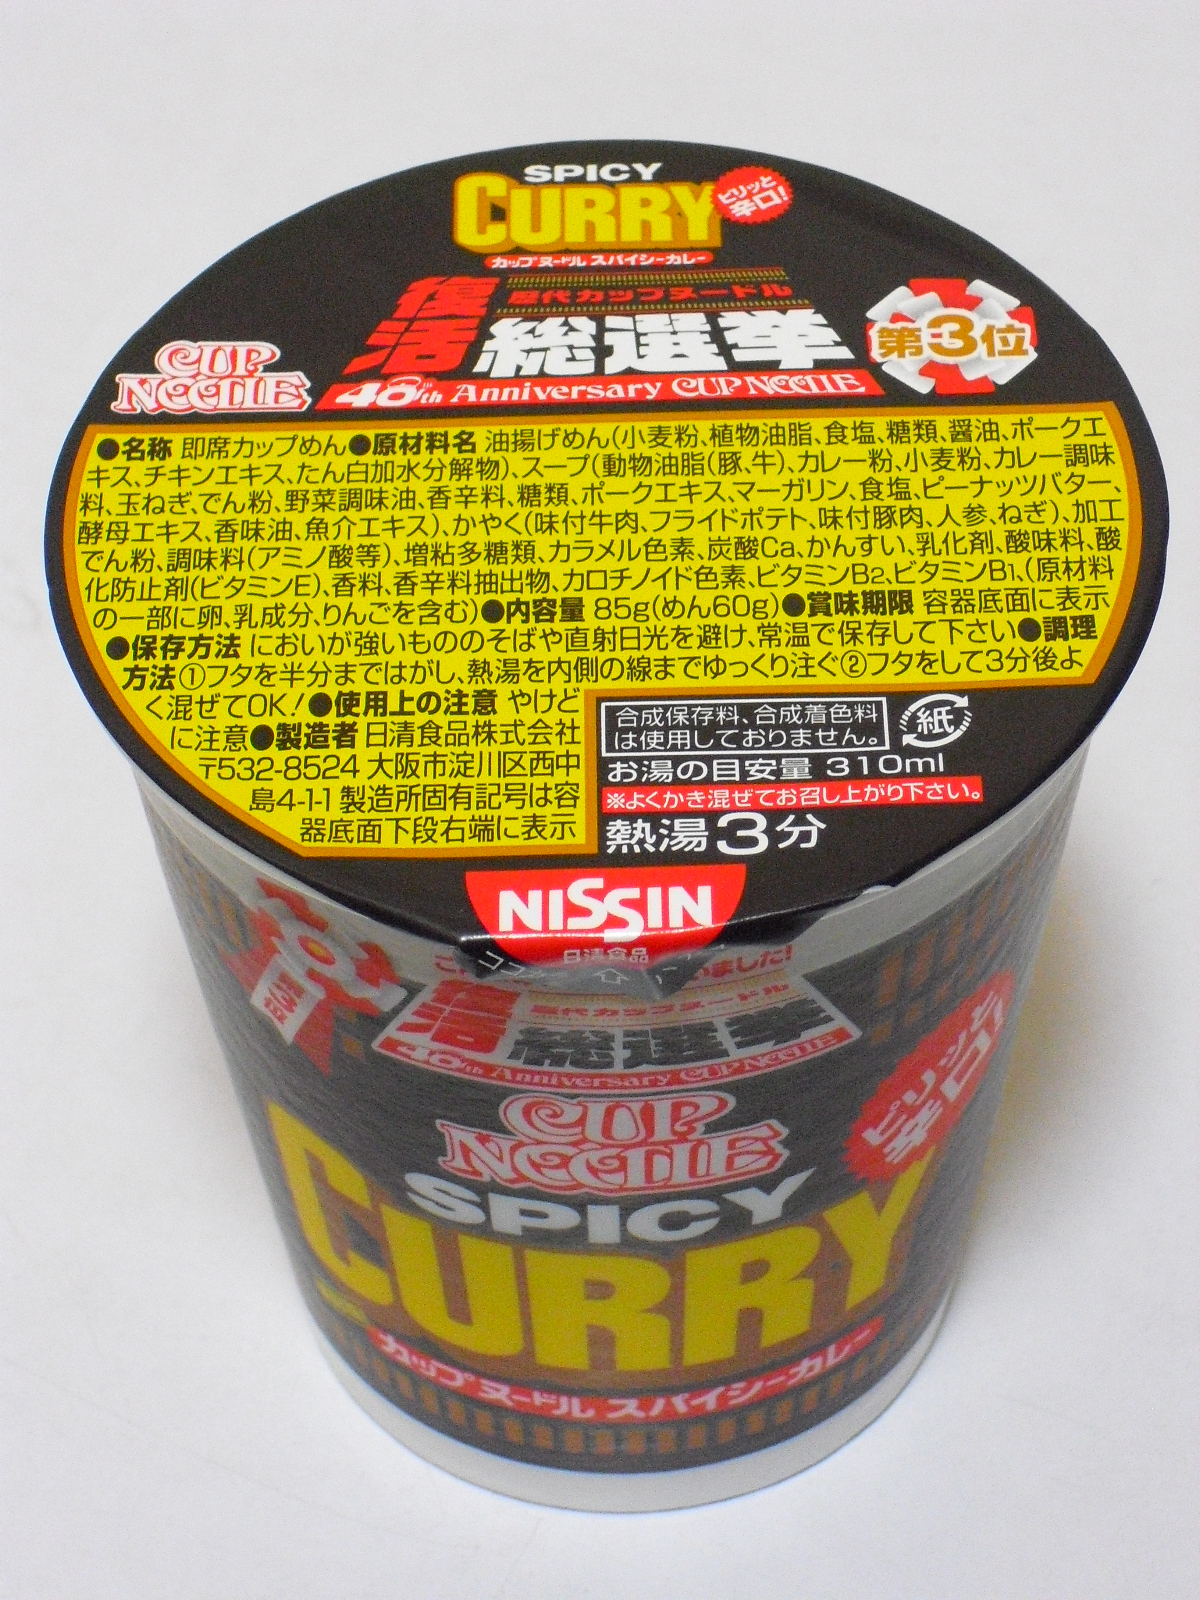 SPICY
CURRY
ピリッと
辛口!
カップヌードル スパイシーカレー
復活
歴代カップヌードル
総選挙
第3位
CUP
NOODLE
40th Anniversary CUP NOODLE
●名称 即席カップめん●原材料名 油揚げめん(小麦粉、植物油脂、食塩、糖類、醤油、ポークエ
キス、チキンエキス、たん白加水分解物)、スープ(動物油脂(豚、牛)、カレー粉、小麦粉、カレー調味
料、玉ねぎ、でん粉、野菜調味油、香辛料、糖類、ポークエキス、マーガリン、食塩、ピーナッツバター、
酵母エキス、香味油、魚介エキス)、かやく(味付牛肉、フライドポテト、味付豚肉、人参、ねぎ)、加工
でん粉、調味料(アミノ酸等)、増粘多糖類、カラメル色素、炭酸Ca、かんすい、乳化剤、酸味料、酸
化防止剤(ビタミンE)、香料、香辛料抽出物、カロチノイド色素、ビタミンB2、ビタミンB1、(原材料
の一部に卵、乳成分、りんごを含む)●内容量 85g(めん60g)●賞味期限 容器底面に表示
●保存方法 においが強いもののそばや直射日光を避け、常温で保存して下さい●調理
方法①フタを半分まではがし、熱湯を内側の線までゆっくり注ぐ②フタをして3分後よ
く混ぜてOK!●使用上の注意 やけど
に注意●製造者 日清食品株式会社
〒532-8524 大阪市淀川区西中
島4-1-1 製造所固有記号は容
器底面下段右端に表示
合成保存料、合成着色料
は使用しておりません。
紙
お湯の目安量 310ml
※よくかき混ぜてお召し上がり下さい。
熱湯3分
NISSIN
日清食品
ました!
復活
歴代カップヌードル
総選挙
40th Anniversary CUP NOODLE
ピリッと
辛口!
CUP
NOODLE
SPICY
CURRY
カップヌードル スパイシーカレー